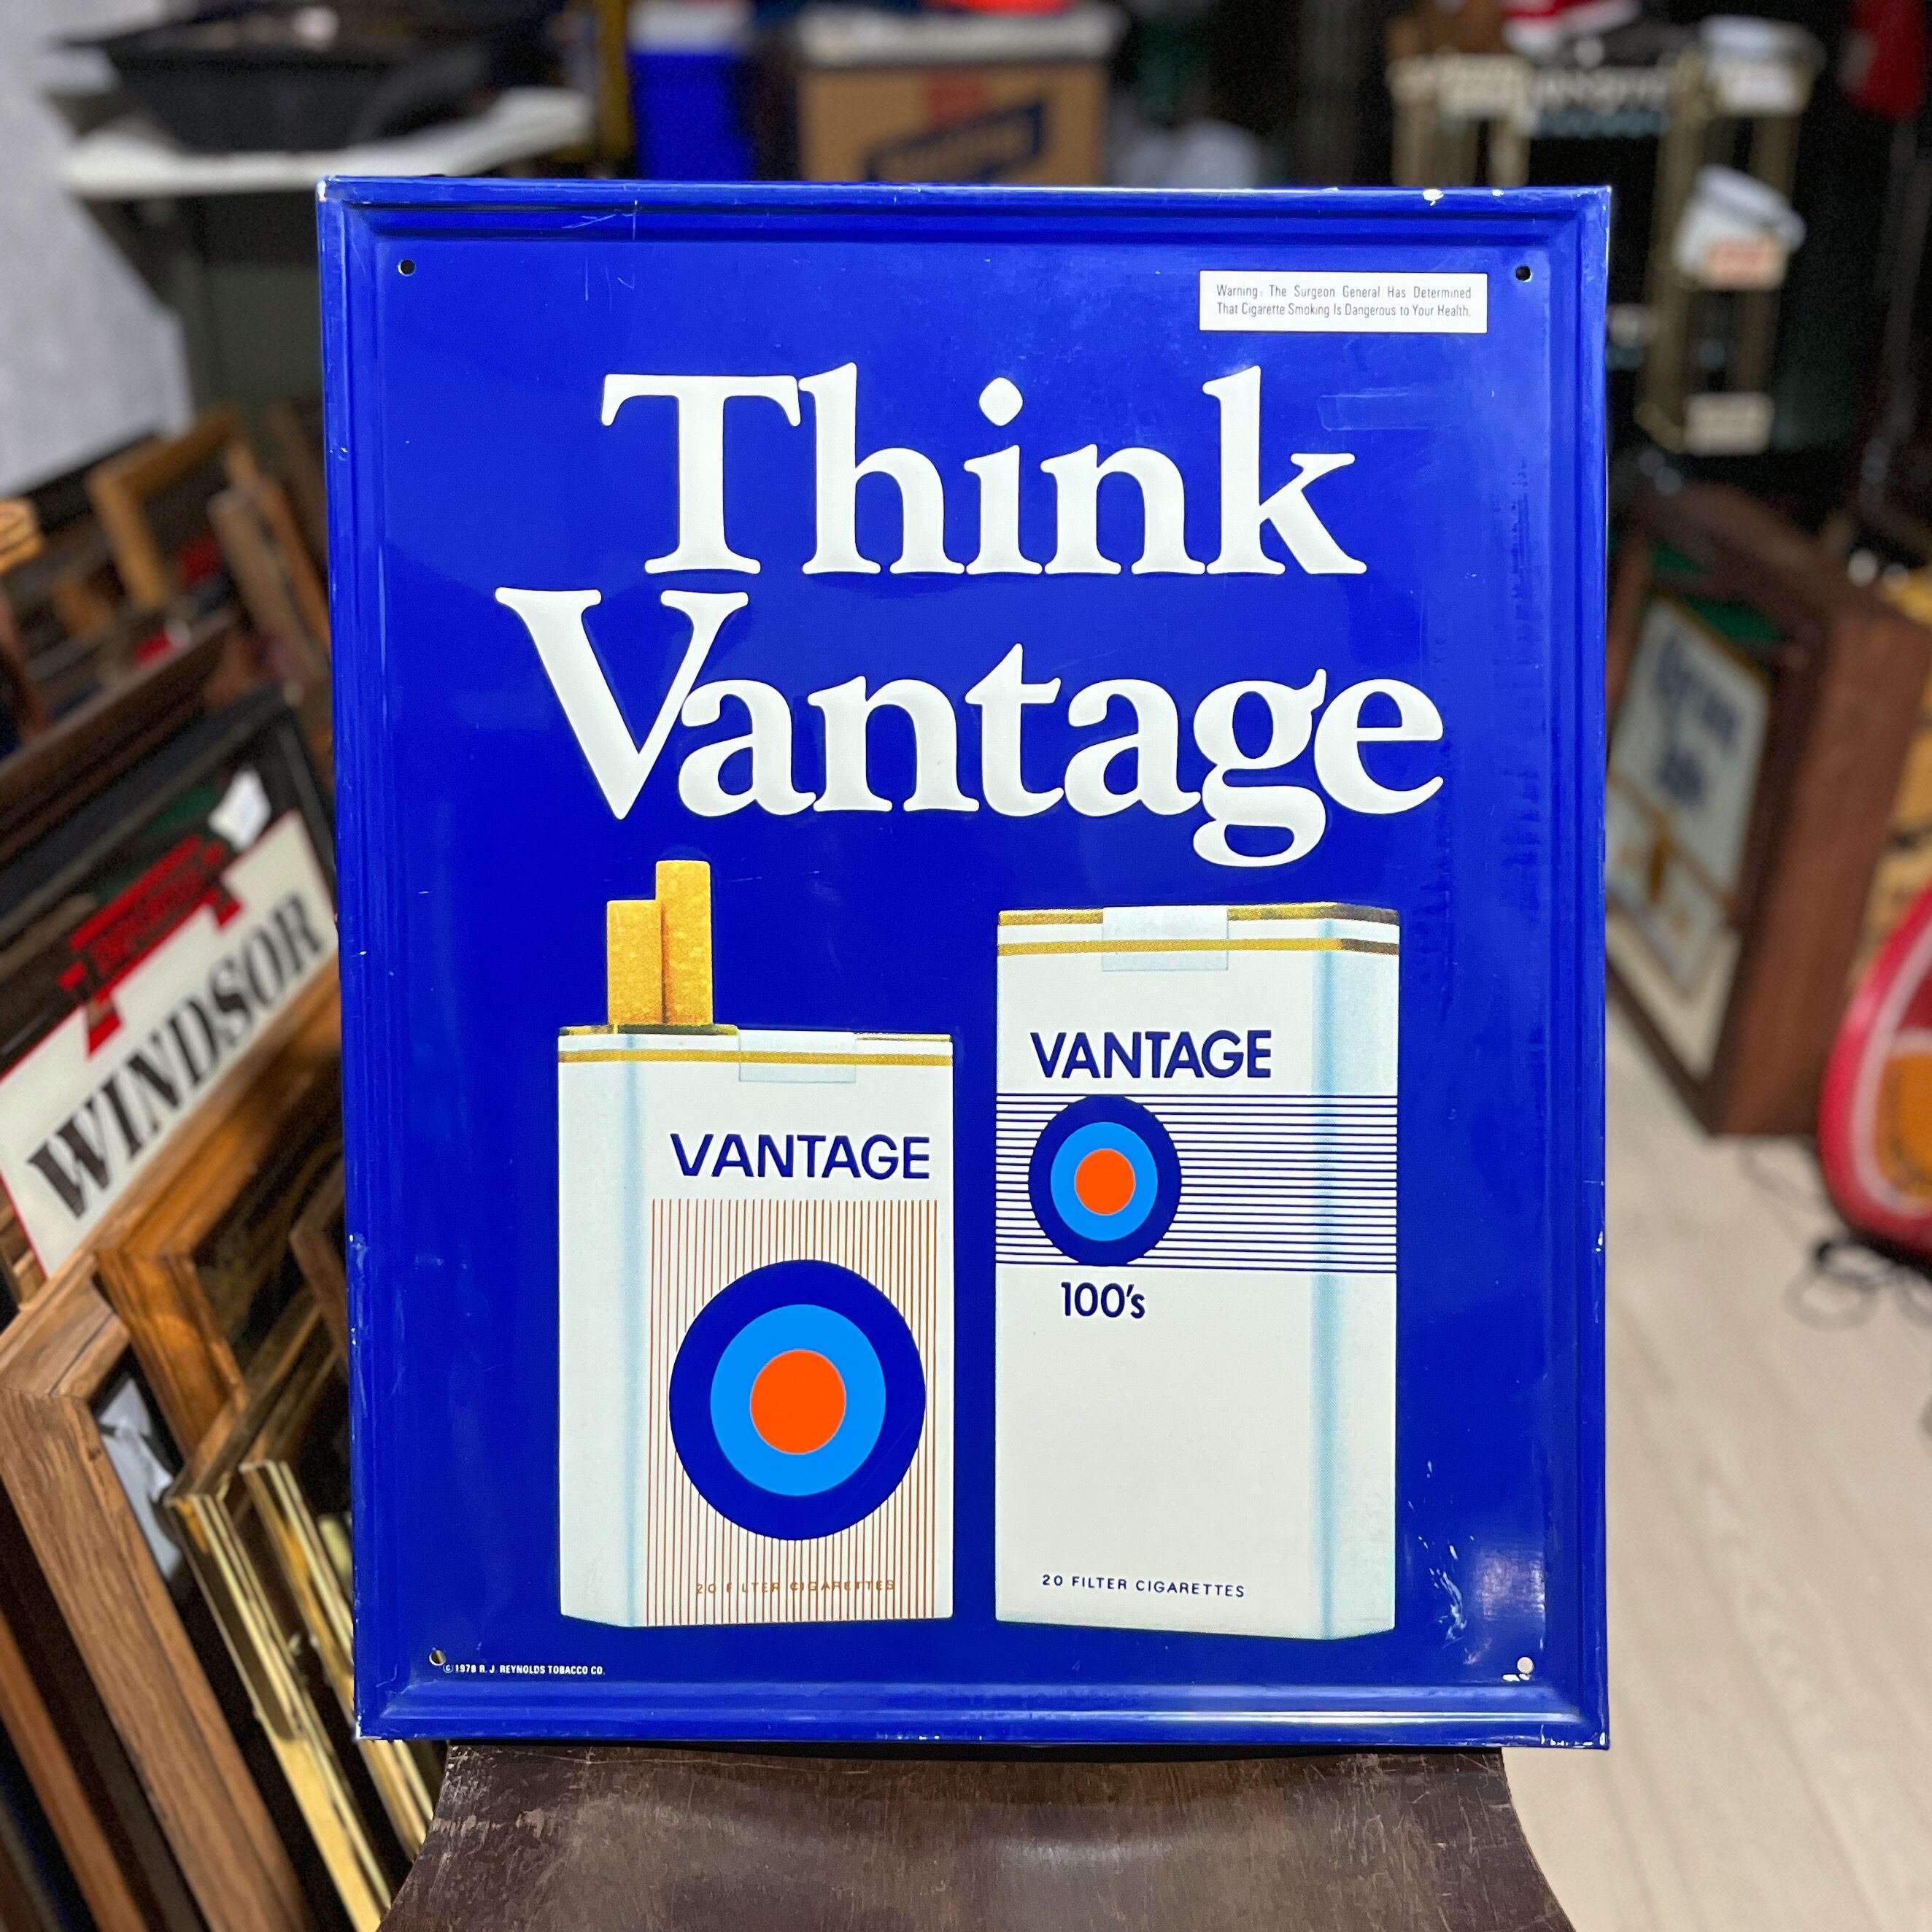 Warning: The Surgeon General Has Determined
That Cigarette Smoking Is Dangerous to Your Health.
Think
Vantage
VANTAGE
20 FILTER CIGARETTES
VANTAGE
100's
20 FILTER CIGARETTES
© 1978 R. J. REYNOLDS TOBACCO CO.
WINDSOR